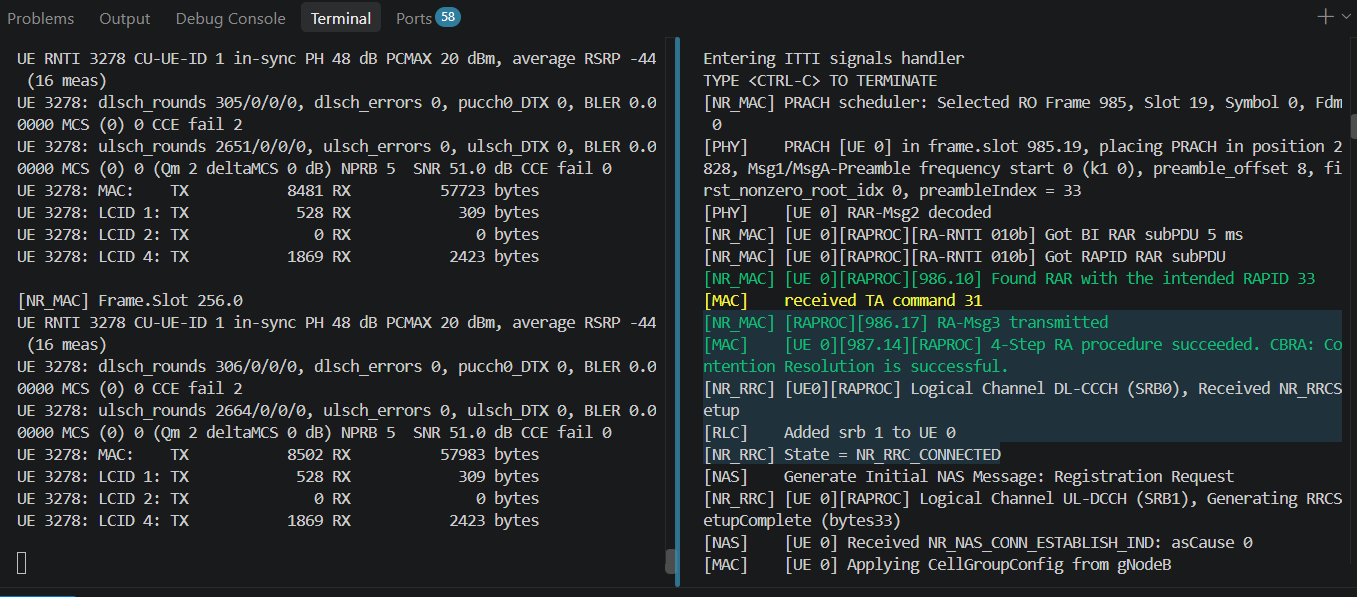 Problems Output Debug Console Terminal Ports 58
UE RNTI 3278 CU-UE-ID 1 in-sync PH 48 dB PCMAX 20 dBm, average RSRP -44
(16 meas)
UE 3278: dlsch_rounds 305/0/0/0, dlsch_errors 0, pucch0_DTX 0, BLER 0.0
0000 MCS (0) 0 CCE fail 2
UE 3278: ulsch_rounds 2651/0/0/0, ulsch_errors 0, ulsch_DTX 0, BLER 0.0
0000 MCS (0) 0 (Qm 2 deltaMCS 0 dB) NPRB 5  SNR 51.0 dB CCE fail 0
UE 3278: MAC:    TX           8481 RX          57723 bytes
UE 3278: LCID 1: TX            528 RX            309 bytes
UE 3278: LCID 2: TX              0 RX              0 bytes
UE 3278: LCID 4: TX           1869 RX           2423 bytes
[NR_MAC] Frame.Slot 256.0
UE RNTI 3278 CU-UE-ID 1 in-sync PH 48 dB PCMAX 20 dBm, average RSRP -44
(16 meas)
UE 3278: dlsch_rounds 306/0/0/0, dlsch_errors 0, pucch0_DTX 0, BLER 0.0
0000 MCS (0) 0 CCE fail 2
UE 3278: ulsch_rounds 2664/0/0/0, ulsch_errors 0, ulsch_DTX 0, BLER 0.0
0000 MCS (0) 0 (Qm 2 deltaMCS 0 dB) NPRB 5  SNR 51.0 dB CCE fail 0
UE 3278: MAC:    TX           8502 RX          57983 bytes
UE 3278: LCID 1: TX            528 RX            309 bytes
UE 3278: LCID 2: TX              0 RX              0 bytes
UE 3278: LCID 4: TX           1869 RX           2423 bytes
Entering ITTI signals handler
TYPE <CTRL-C> TO TERMINATE
[NR_MAC] PRACH scheduler: Selected RO Frame 985, Slot 19, Symbol 0, Fdm
0
[PHY]    PRACH [UE 0] in frame.slot 985.19, placing PRACH in position 2
828, Msg1/MsgA-Preamble frequency start 0 (k1 0), preamble_offset 8, fi
rst_nonzero_root_idx 0, preambleIndex = 33
[PHY]    [UE 0] RAR-Msg2 decoded
[NR_MAC] [UE 0][RAPROC][RA-RNTI 010b] Got BI RAR subPDU 5 ms
[NR_MAC] [UE 0][RAPROC][RA-RNTI 010b] Got RAPID RAR subPDU
[NR_MAC] [UE 0][RAPROC][986.10] Found RAR with the intended RAPID 33
[MAC]    received TA command 31
[NR_MAC] [RAPROC][986.17] RA-Msg3 transmitted
[MAC]    [UE 0][987.14][RAPROC] 4-Step RA procedure succeeded. CBRA: Co
ntention Resolution is successful.
[NR_RRC] [UE0][RAPROC] Logical Channel DL-CCCH (SRB0), Received NR_RRCS
etup
[RLC]    Added srb 1 to UE 0
[NR_RRC] State = NR_RRC_CONNECTED
[NAS]    Generate Initial NAS Message: Registration Request
[NR_RRC] [UE 0][RAPROC] Logical Channel UL-DCCH (SRB1), Generating RRCS
etupComplete (bytes33)
[NAS]    [UE 0] Received NR_NAS_CONN_ESTABLISH_IND: asCause 0
[MAC]    [UE 0] Applying CellGroupConfig from gNodeB